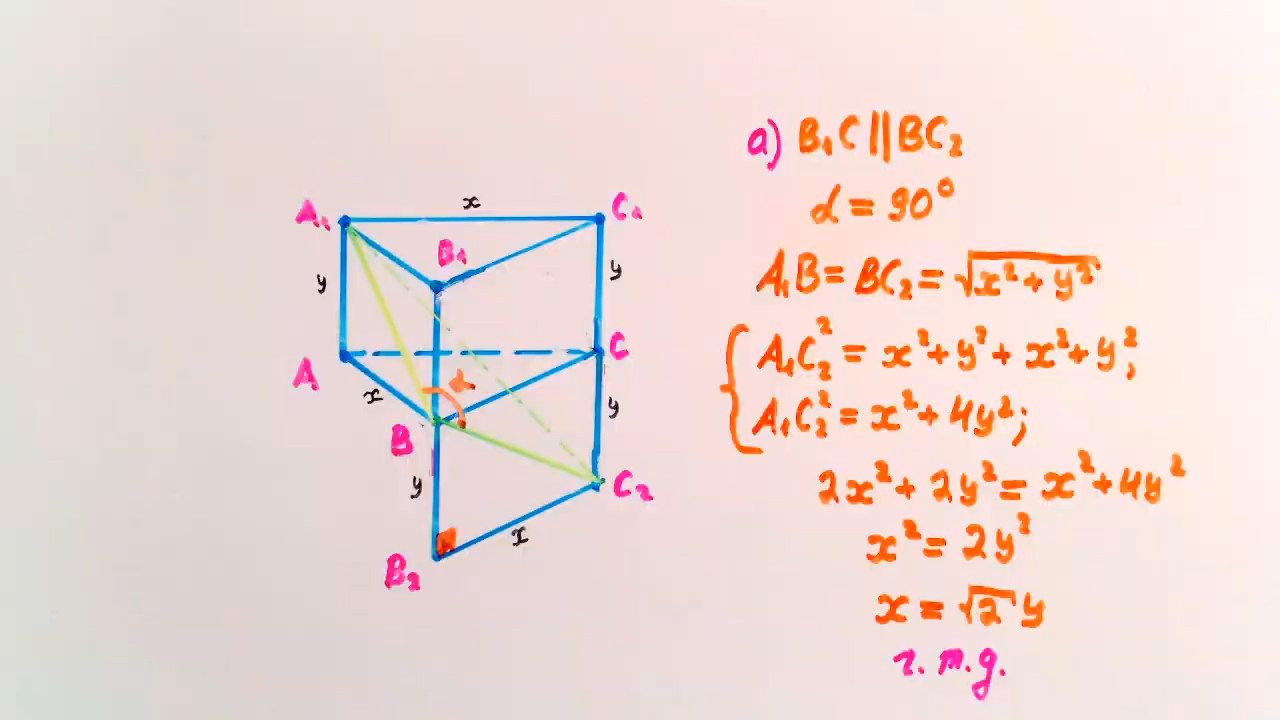 a) B₁C || BC₂
α = 90°
A₁B = BC₂ = √(x² + y²)
A₁C₂² = x² + y² + x² + y²;
A₁C₂² = x² + 4y²;
2x² + 2y² = x² + 4y²
x² = 2y²
x = √2 y
ч. т. д.
A₁
x
C₁
B₁
y
y
A
C
x
α
y
B
y
C₂
x
B₂